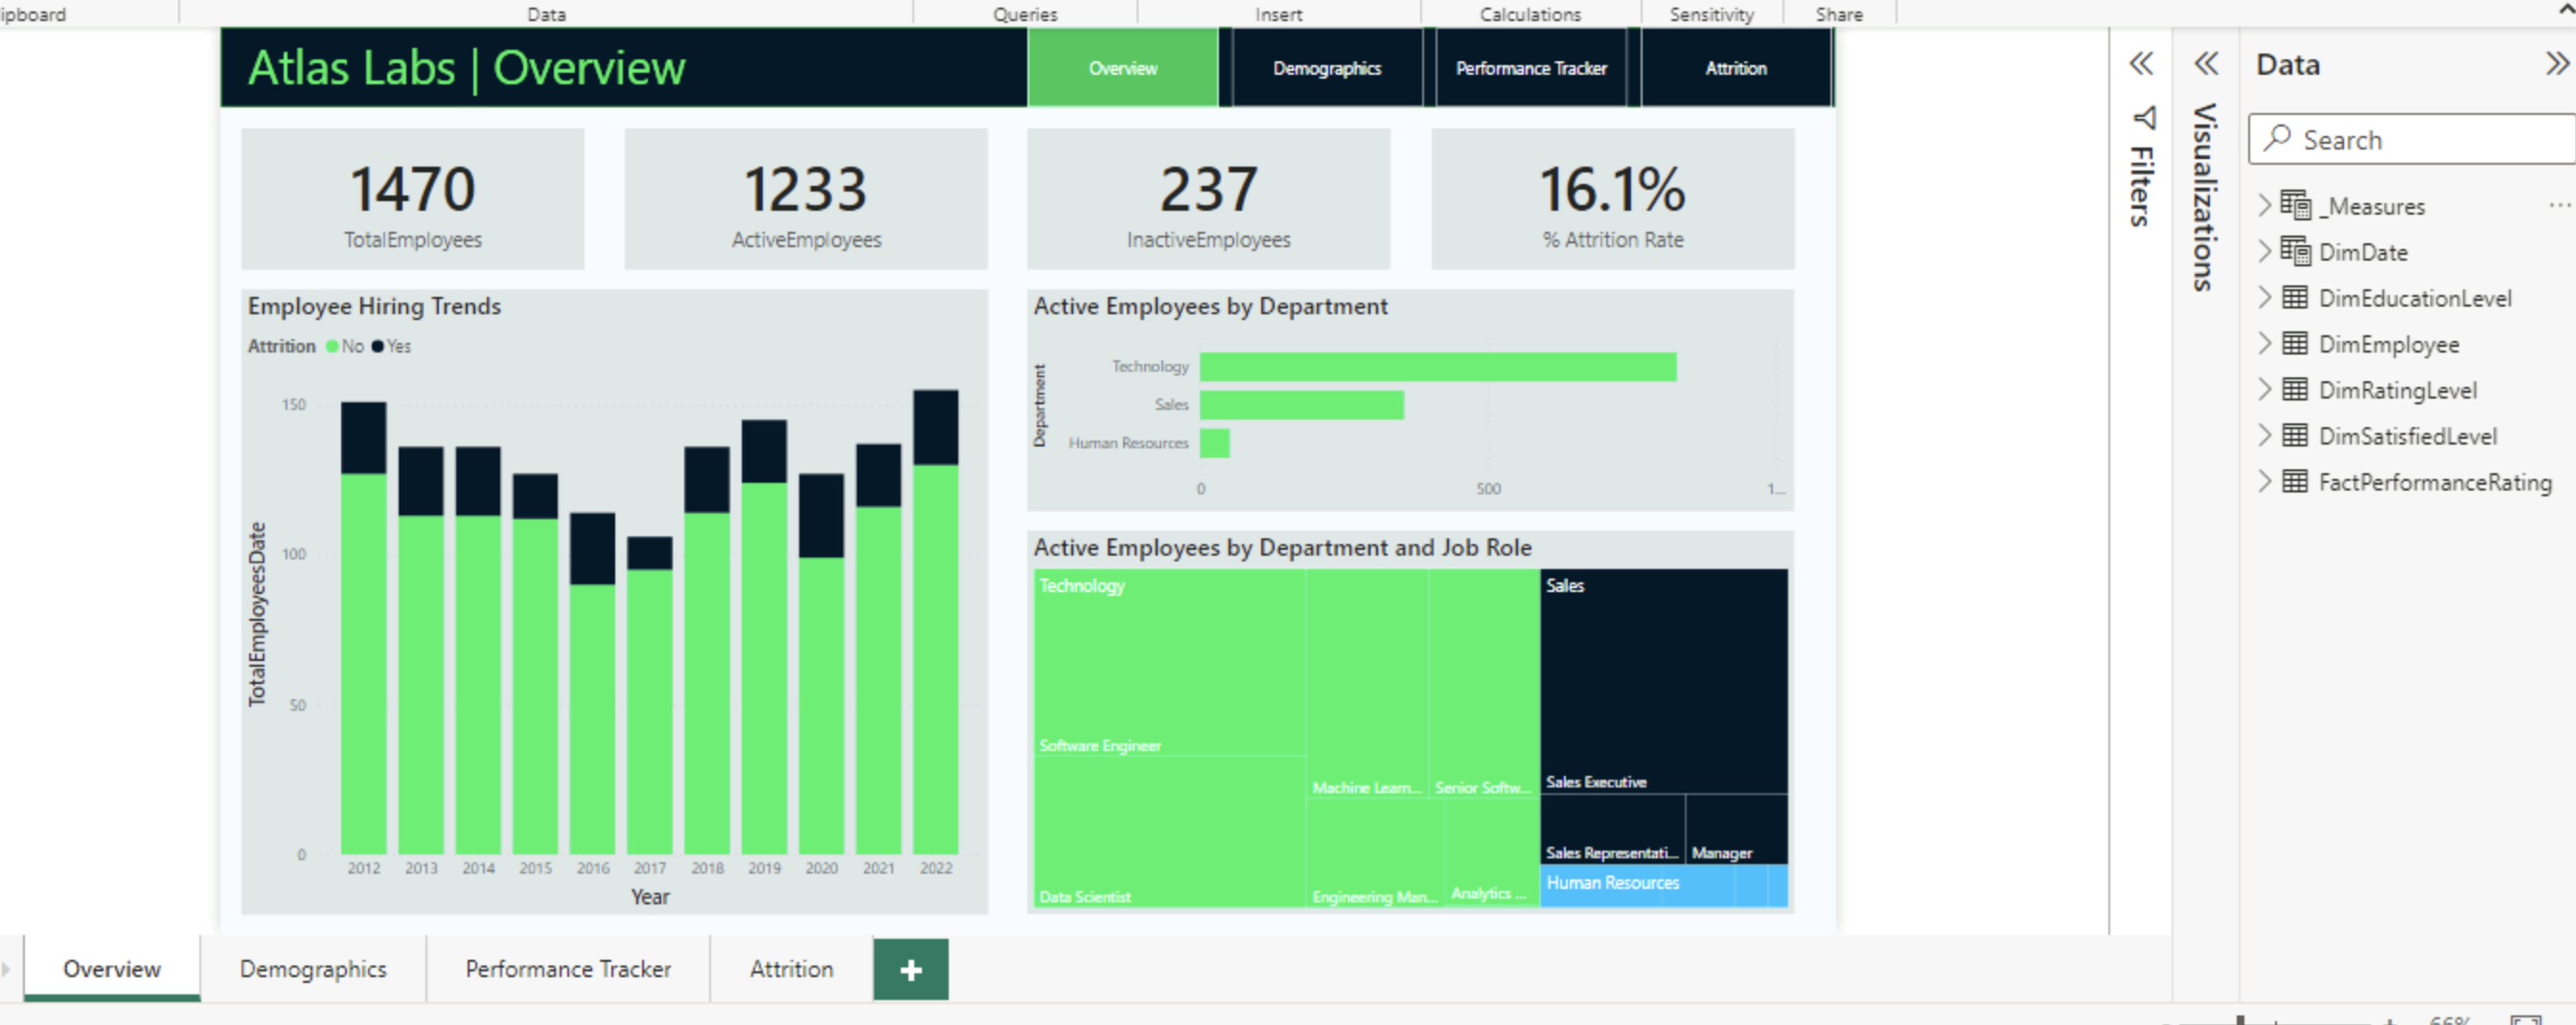 ipboard
Data
Queries
Insert
Calculations
Sensitivity
Share
Atlas Labs | Overview
Overview
Demographics
Performance Tracker
Attrition
1470
TotalEmployees
1233
ActiveEmployees
237
InactiveEmployees
16.1%
% Attrition Rate
Employee Hiring Trends
Attrition No Yes
TotalEmployeesDate
150
100
50
0
2012 2013 2014 2015 2016 2017 2018 2019 2020 2021 2022
Year
Active Employees by Department
Department
Technology
Sales
Human Resources
0 500 1...
Active Employees by Department and Job Role
Technology
Software Engineer
Data Scientist
Machine Learn...
Senior Softw...
Engineering Man...
Analytics ...
Sales
Sales Executive
Sales Representati...
Manager
Human Resources
Filters
Visualizations
Data
Search
_Measures
DimDate
DimEducationLevel
DimEmployee
DimRatingLevel
DimSatisfiedLevel
FactPerformanceRating
Overview
Demographics
Performance Tracker
Attrition
66%